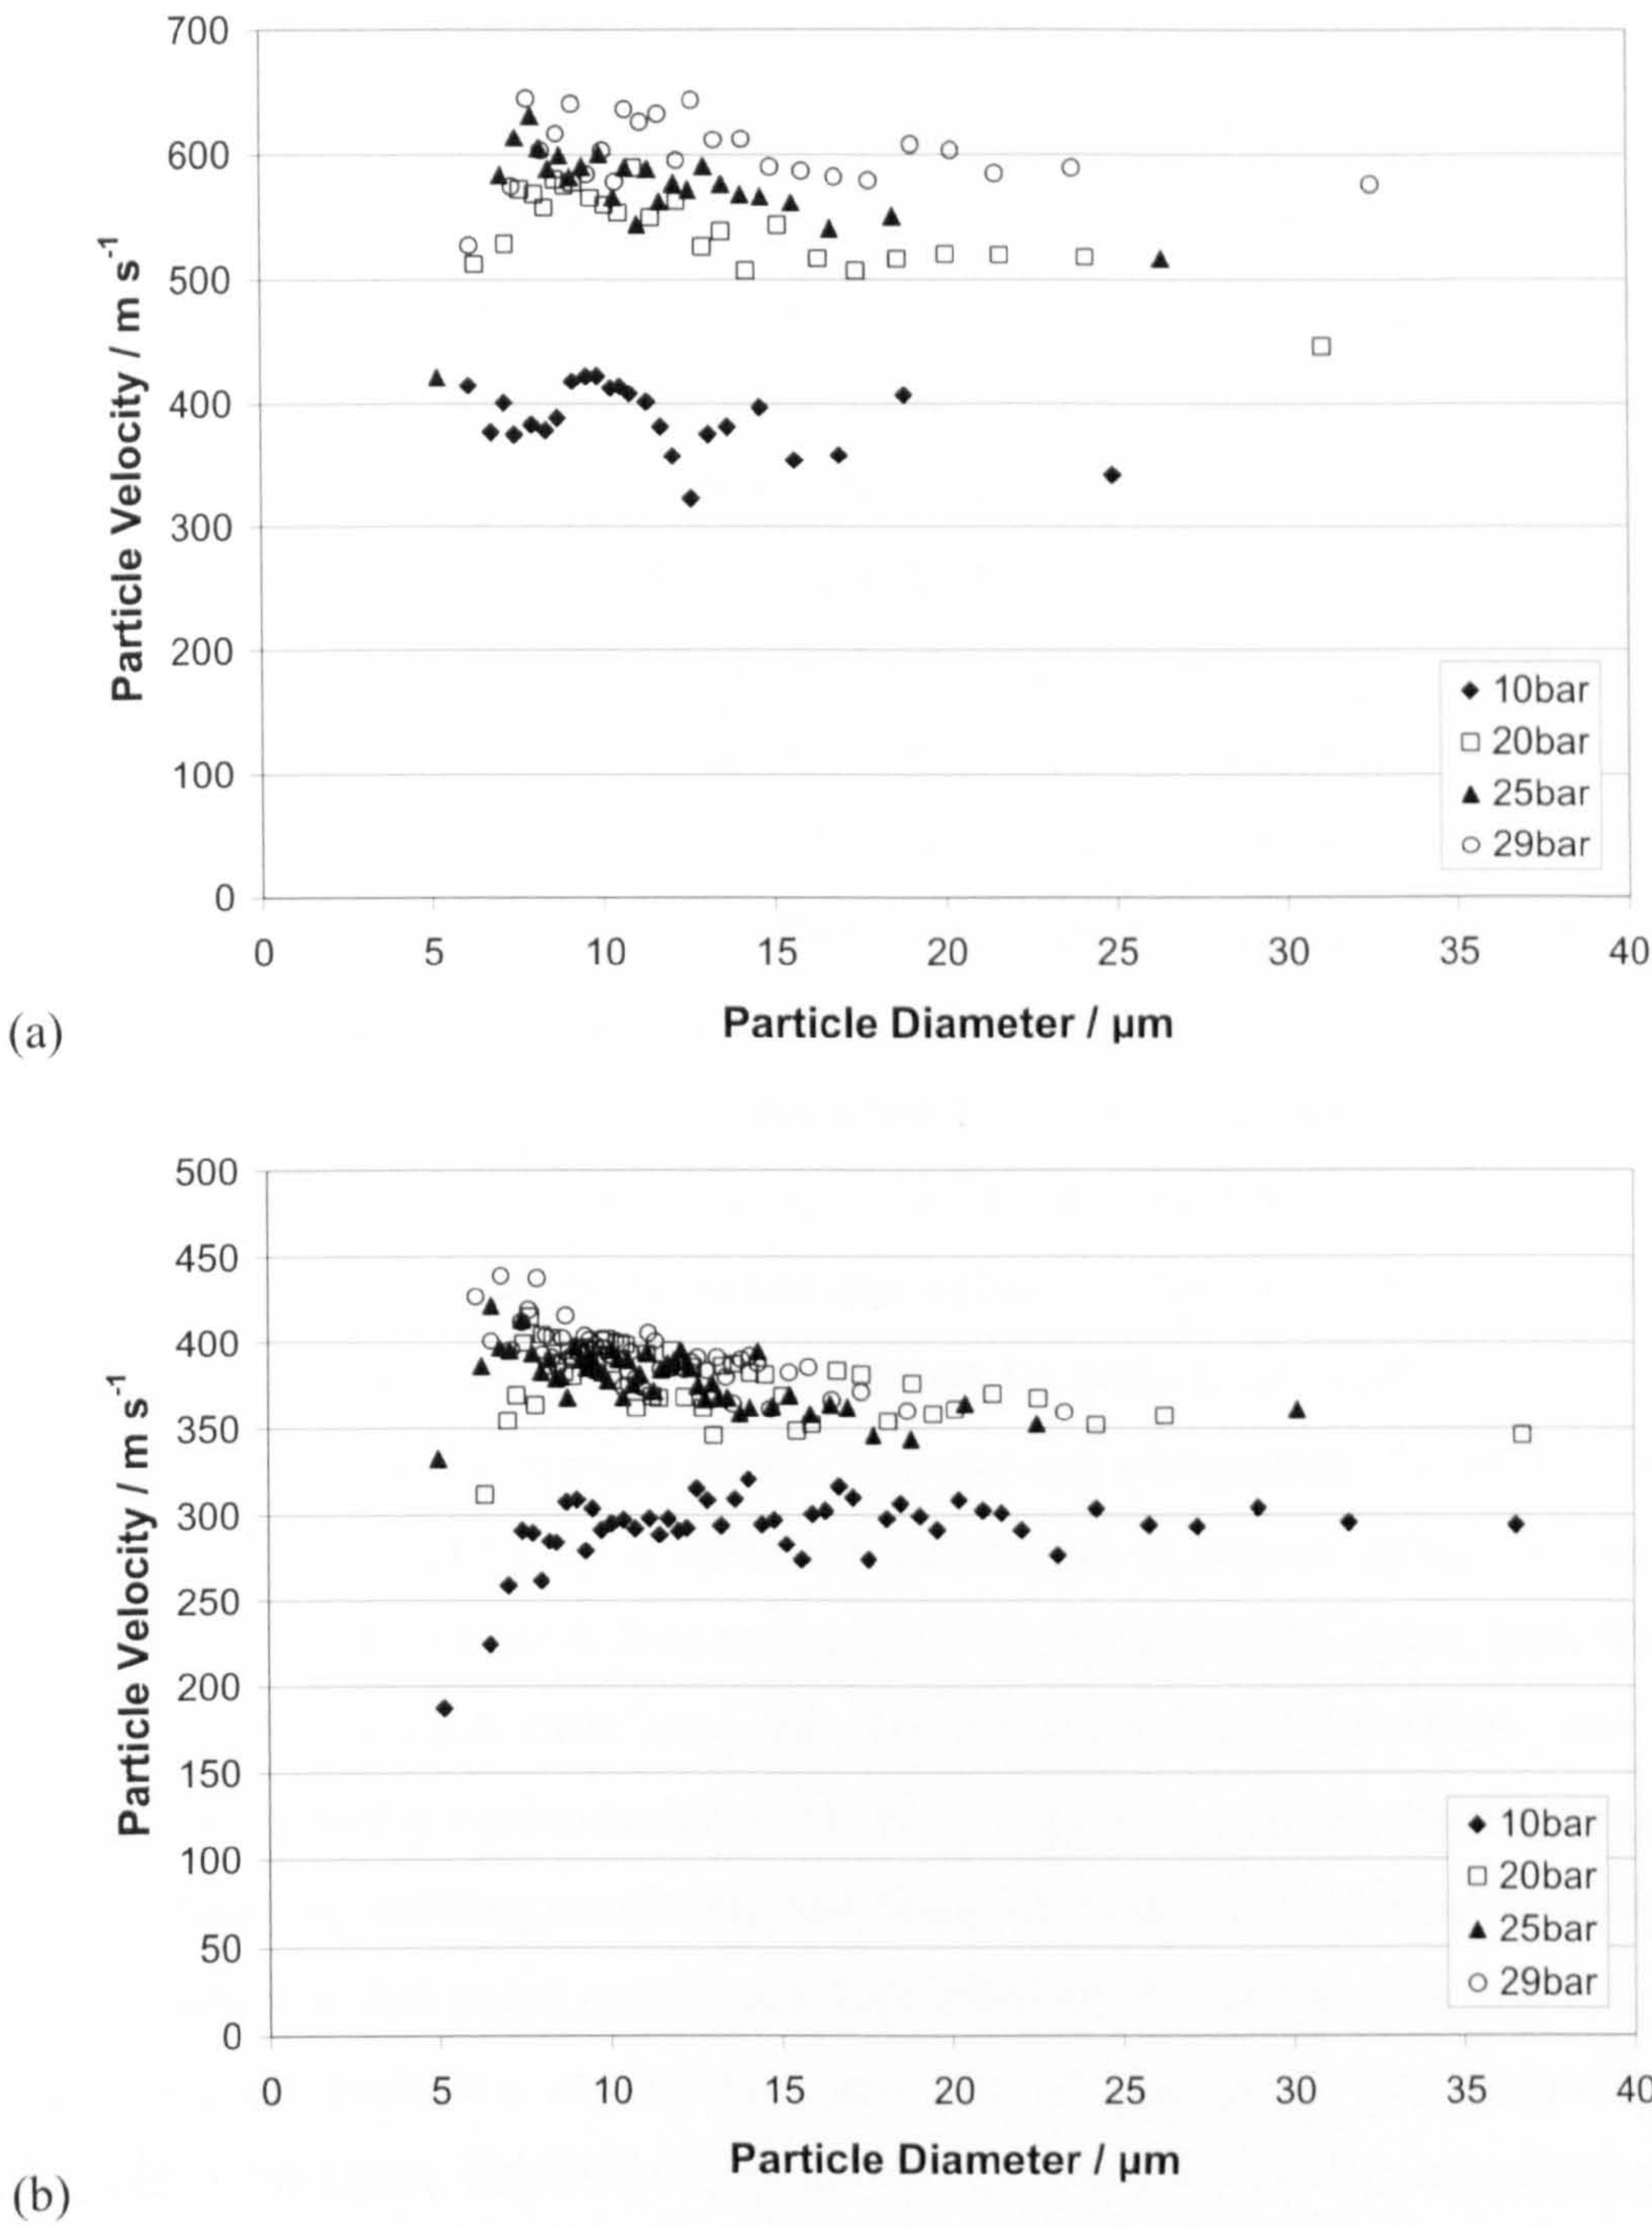 700
600
500
400
300
200
100
0
Particle Velocity / m s-1
0 5 10 15 20 25 30 35 40
Particle Diameter / µm
10bar
20bar
25bar
29bar
(a)
500
450
400
350
300
250
200
150
100
50
0
Particle Velocity / m s-1
0 5 10 15 20 25 30 35 40
Particle Diameter / µm
10bar
20bar
25bar
29bar
(b)